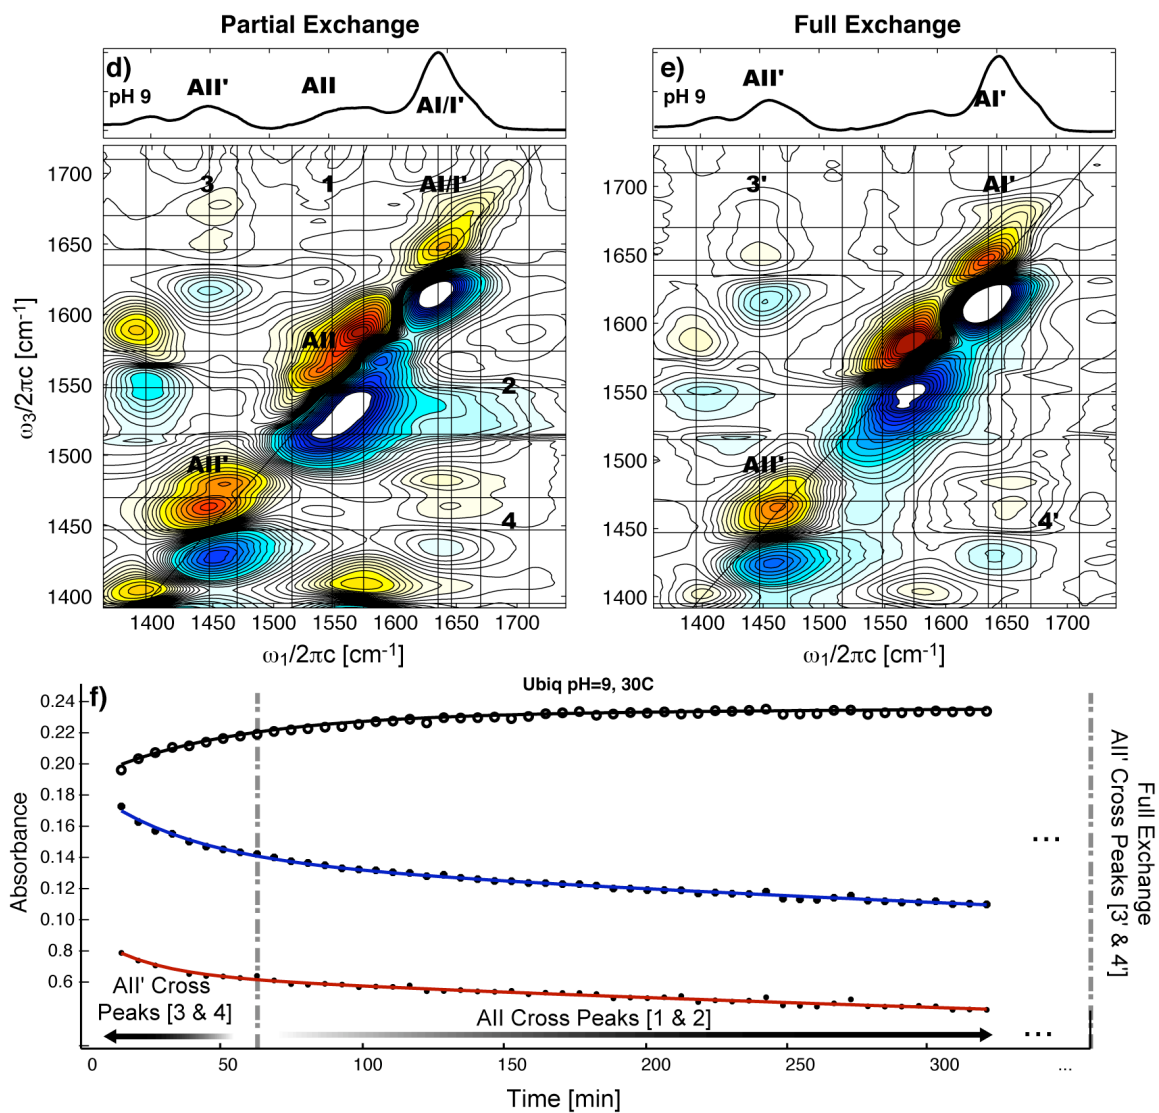 Partial Exchange
Full Exchange
d)
pH 9
AII'
AII
AI/I'
e)
pH 9
AII'
AI'
3
1
AI/I'
AII
2
AII'
4
1700
1650
1600
1550
1500
1450
1400
ω3/2πc [cm-1]
1400 1450 1500 1550 1600 1650 1700
ω1/2πc [cm-1]
3'
AI'
AII'
4'
1700
1650
1600
1550
1500
1450
1400
1400 1450 1500 1550 1600 1650 1700
ω1/2πc [cm-1]
f)
Ubiq pH=9, 30C
0.24
0.22
0.20
0.18
0.16
0.14
0.12
0.10
0.8
0.6
Absorbance
AII' Cross
Peaks [3 & 4]
AII Cross Peaks [1 & 2]
...
...
Full Exchange
AII' Cross Peaks [3' & 4']
0 50 100 150 200 250 300 ...
Time [min]